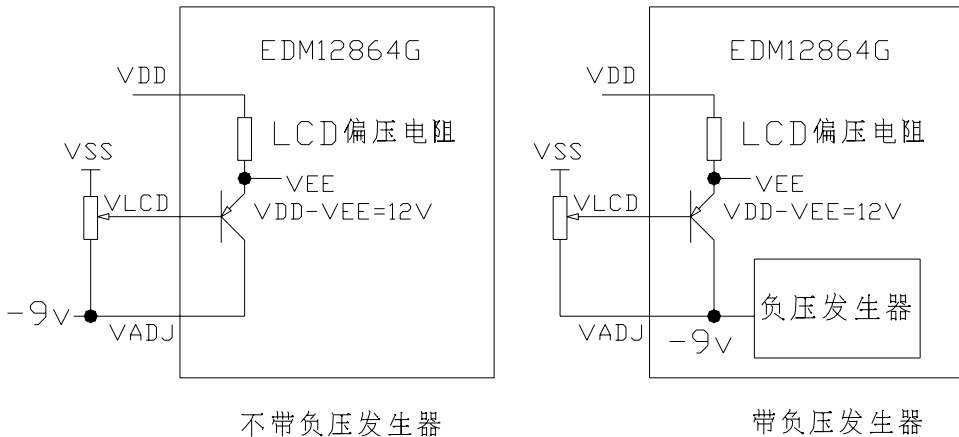 EDM12864G
VDD
LCD偏压电阻
VSS
VEE
VLCD
VDD-VEE=12V
-9V
VADJ
不带负压发生器
EDM12864G
VDD
LCD偏压电阻
VSS
VEE
VLCD
VDD-VEE=12V
负压发生器
VADJ
-9V
带负压发生器